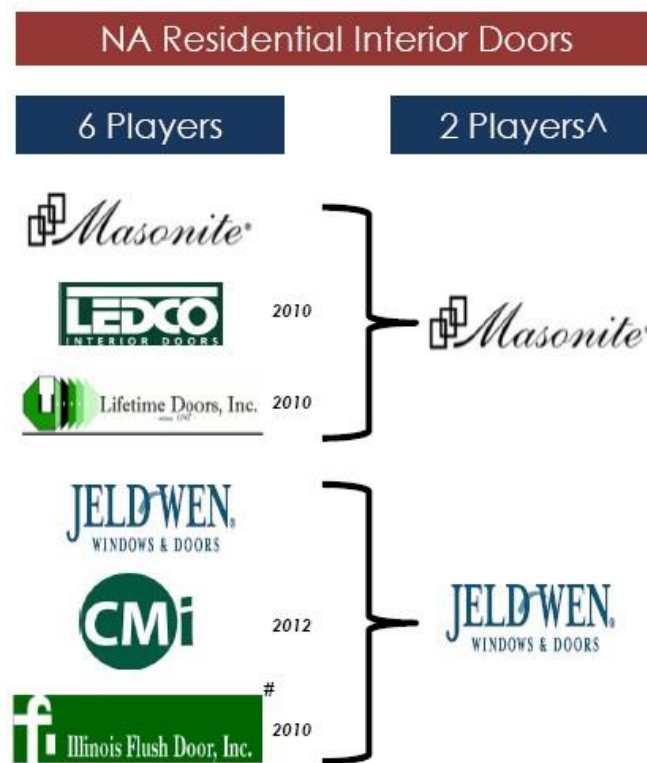 NA Residential Interior Doors
6 Players
2 Players^
Masonite®
LEDCO
INTERIOR DOORS
2010
Lifetime Doors, Inc.
2010
Masonite®
JELD-WEN®
WINDOWS & DOORS
CMi
2012
#
Illinois Flush Door, Inc.
2010
JELD-WEN®
WINDOWS & DOORS